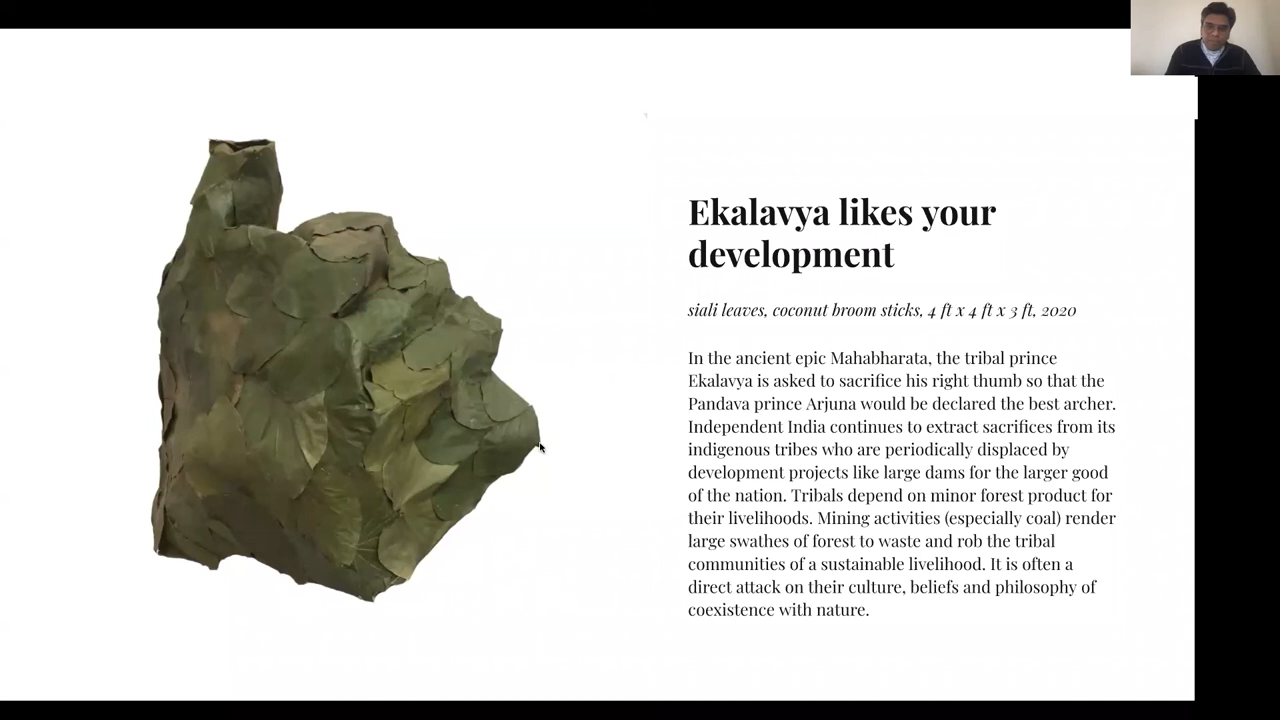 Ekalavya likes your
development
siali leaves, coconut broom sticks, 4 ft x 4 ft x 3 ft, 2020
In the ancient epic Mahabharata, the tribal prince
Ekalavya is asked to sacrifice his right thumb so that the
Pandava prince Arjuna would be declared the best archer.
Independent India continues to extract sacrifices from its
indigenous tribes who are periodically displaced by
development projects like large dams for the larger good
of the nation. Tribals depend on minor forest product for
their livelihoods. Mining activities (especially coal) render
large swathes of forest to waste and rob the tribal
communities of a sustainable livelihood. It is often a
direct attack on their culture, beliefs and philosophy of
coexistence with nature.